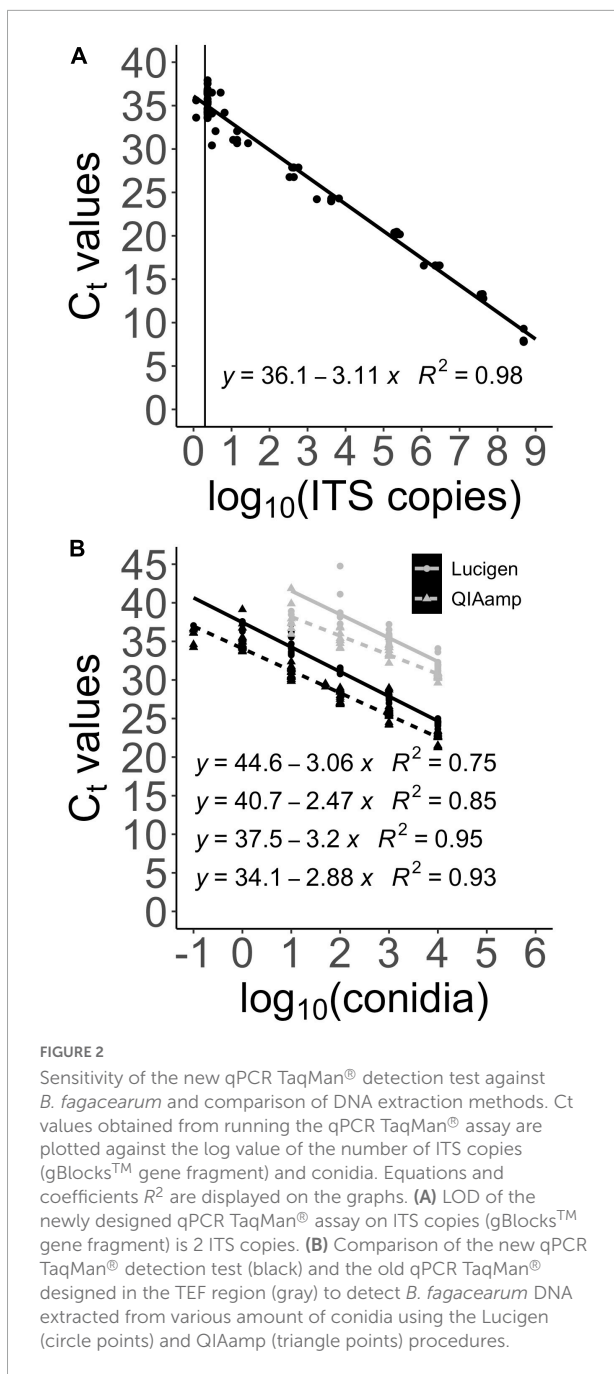 A
40
35
30
25
20
15
10
5
0
Ct values
y = 36.1 – 3.11 x R2 = 0.98
0 1 2 3 4 5 6 7 8 9
log10(ITS copies)
B
45
40
35
30
25
20
15
10
5
0
Ct values
Lucigen
QIAamp
y = 44.6 – 3.06 x R2 = 0.75
y = 40.7 – 2.47 x R2 = 0.85
y = 37.5 – 3.2 x R2 = 0.95
y = 34.1 – 2.88 x R2 = 0.93
-1 0 1 2 3 4 5 6
log10(conidia)
FIGURE 2
Sensitivity of the new qPCR TaqMan® detection test against
B. fagacearum and comparison of DNA extraction methods. Ct
values obtained from running the qPCR TaqMan® assay are
plotted against the log value of the number of ITS copies
(gBlocks™ gene fragment) and conidia. Equations and
coefficients R2 are displayed on the graphs. (A) LOD of the
newly designed qPCR TaqMan® assay on ITS copies (gBlocks™
gene fragment) is 2 ITS copies. (B) Comparison of the new qPCR
TaqMan® detection test (black) and the old qPCR TaqMan®
designed in the TEF region (gray) to detect B. fagacearum DNA
extracted from various amount of conidia using the Lucigen
(circle points) and QIAamp (triangle points) procedures.